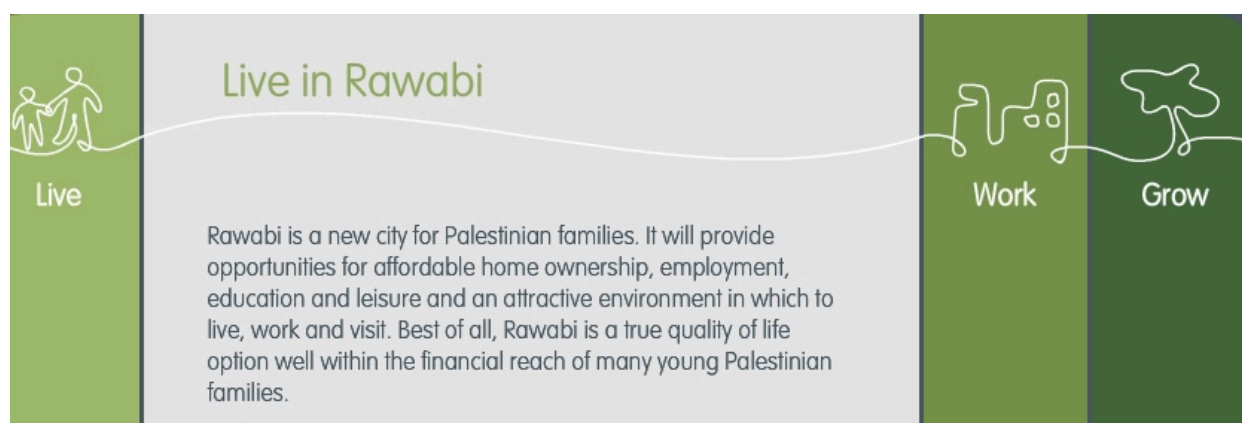 Live in Rawabi
Live
Work
Grow
Rawabi is a new city for Palestinian families. It will provide
opportunities for affordable home ownership, employment,
education and leisure and an attractive environment in which to
live, work and visit. Best of all, Rawabi is a true quality of life
option well within the financial reach of many young Palestinian
families.